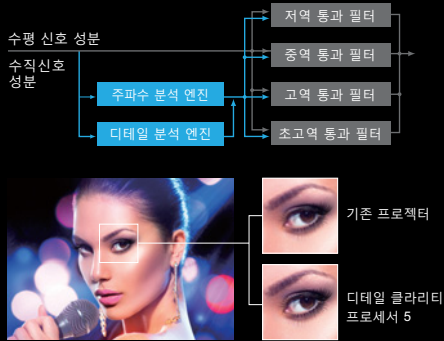 저역 통과 필터
수평 신호 성분
중역 통과 필터
수직신호
성분
주파수 분석 엔진
고역 통과 필터
디테일 분석 엔진
초고역 통과 필터
기존 프로젝터
디테일 클라리티
프로세서 5